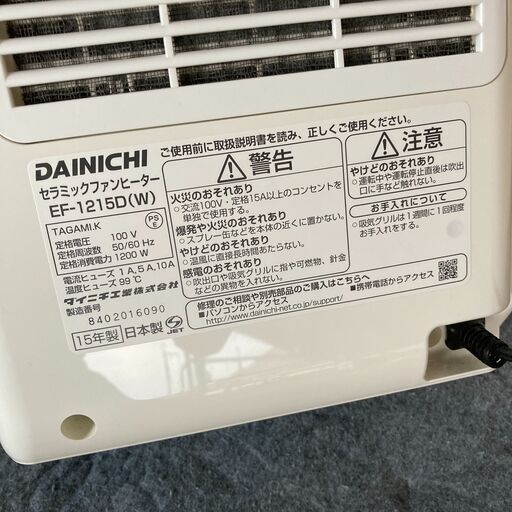 ご使用前に取扱説明書を読み、正しくご使用ください。
DAINICHI
セラミックファンヒーター
EF-1215D(W)
TAGAMI.K
PS
E
定格電圧 100 V
定格周波数 50/60 Hz
定格消費電力 1200 W
電流ヒューズ 1A,5A,10A
温度ヒューズ 99℃
ダイニチ工業株式会社
製造番号
8402016090
15年製
日本製
JET
警告
火災のおそれあり
交流100V・定格15A以上のコンセントを
単独で使用する。
爆発や火災のおそれあり
スプレー缶などを本体の近くに置かない。
やけどのおそれあり
温風に直接長時間あたらない。
感電のおそれあり
吹出口や吸気グリルに指や可燃物、針金
などの異物を入れない。
注意
やけどのおそれあり
運転中や運転停止直後は吹出
口に手など触れない。
お手入れについて
吸気グリルは1週間に1回程度
お手入れをする。
修理のご相談や別売部品のご購入はこちらへ
■パソコンからアクセス
■携帯電話からアクセス
http://www.dainichi-net.co.jp/support/